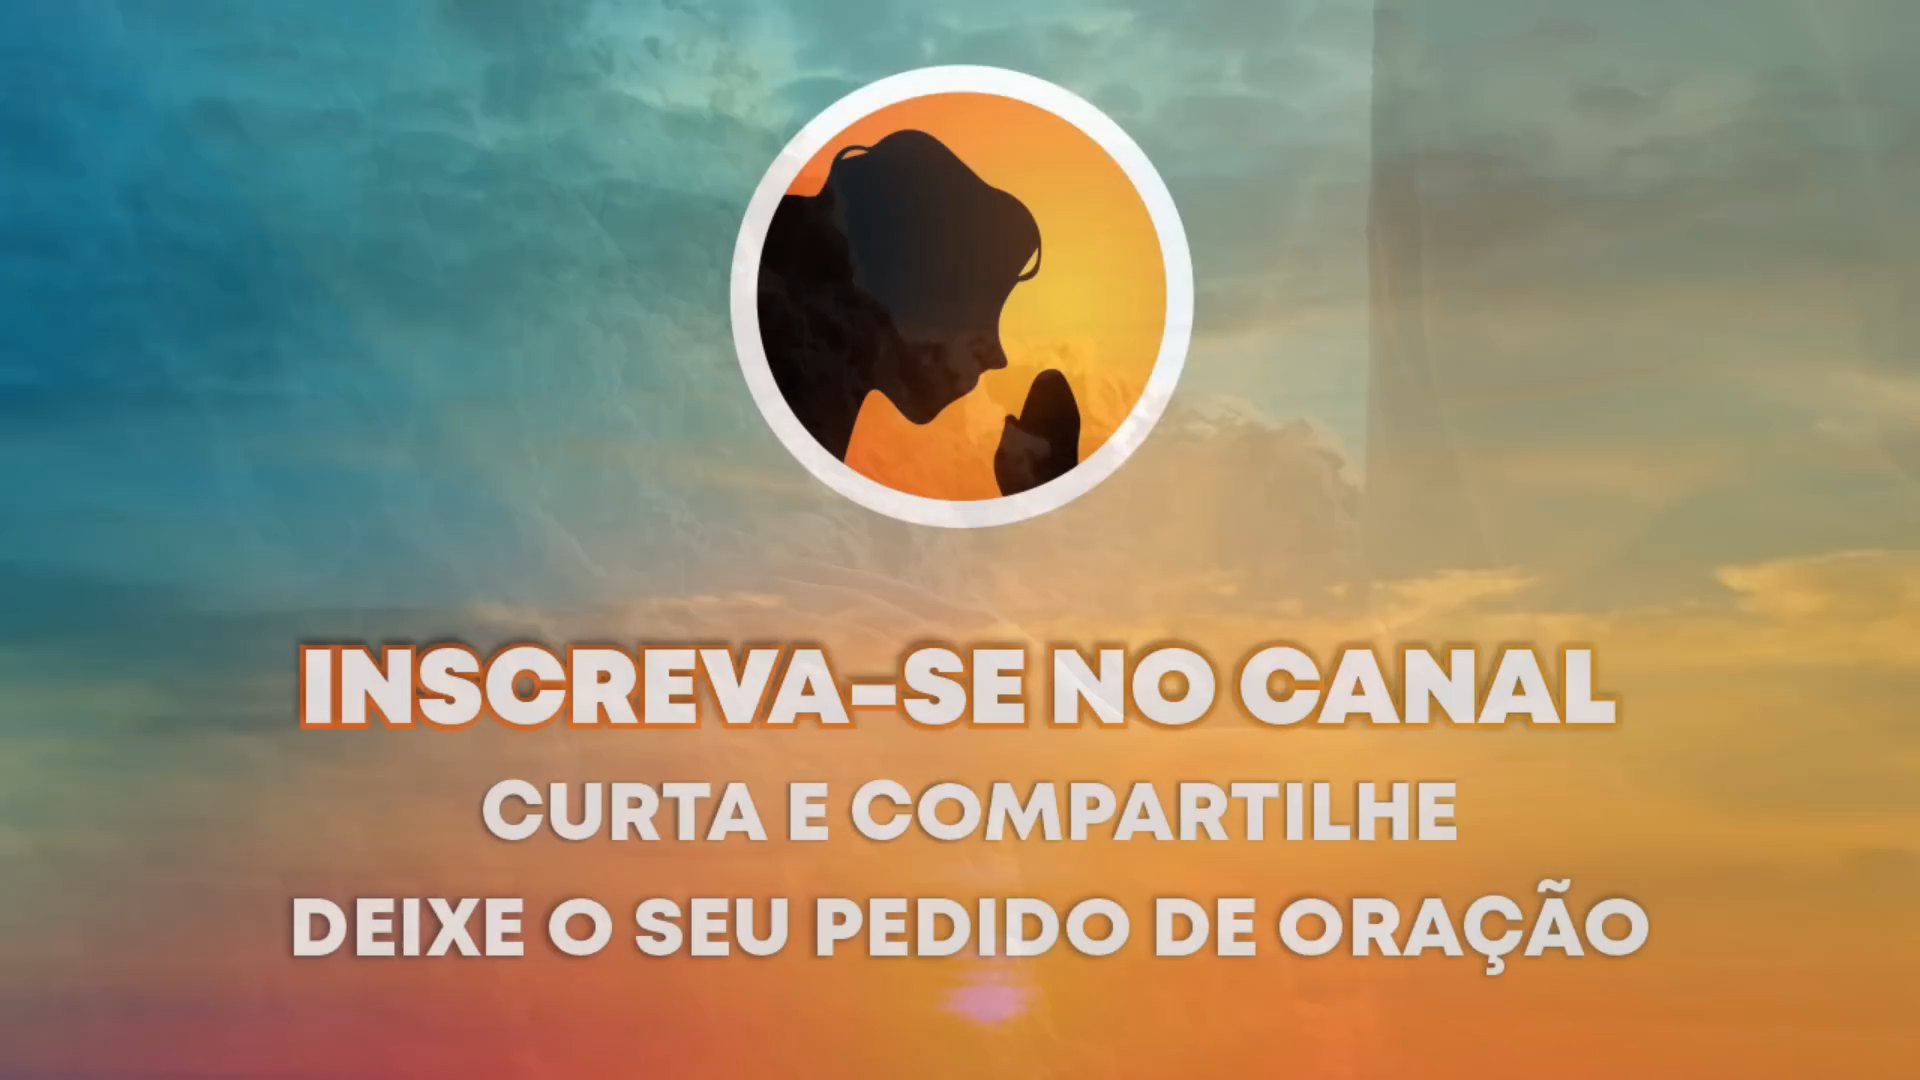 INSCREVA-SE NO CANAL
CURTA E COMPARTILHE
DEIXE O SEU PEDIDO DE ORAÇÃO